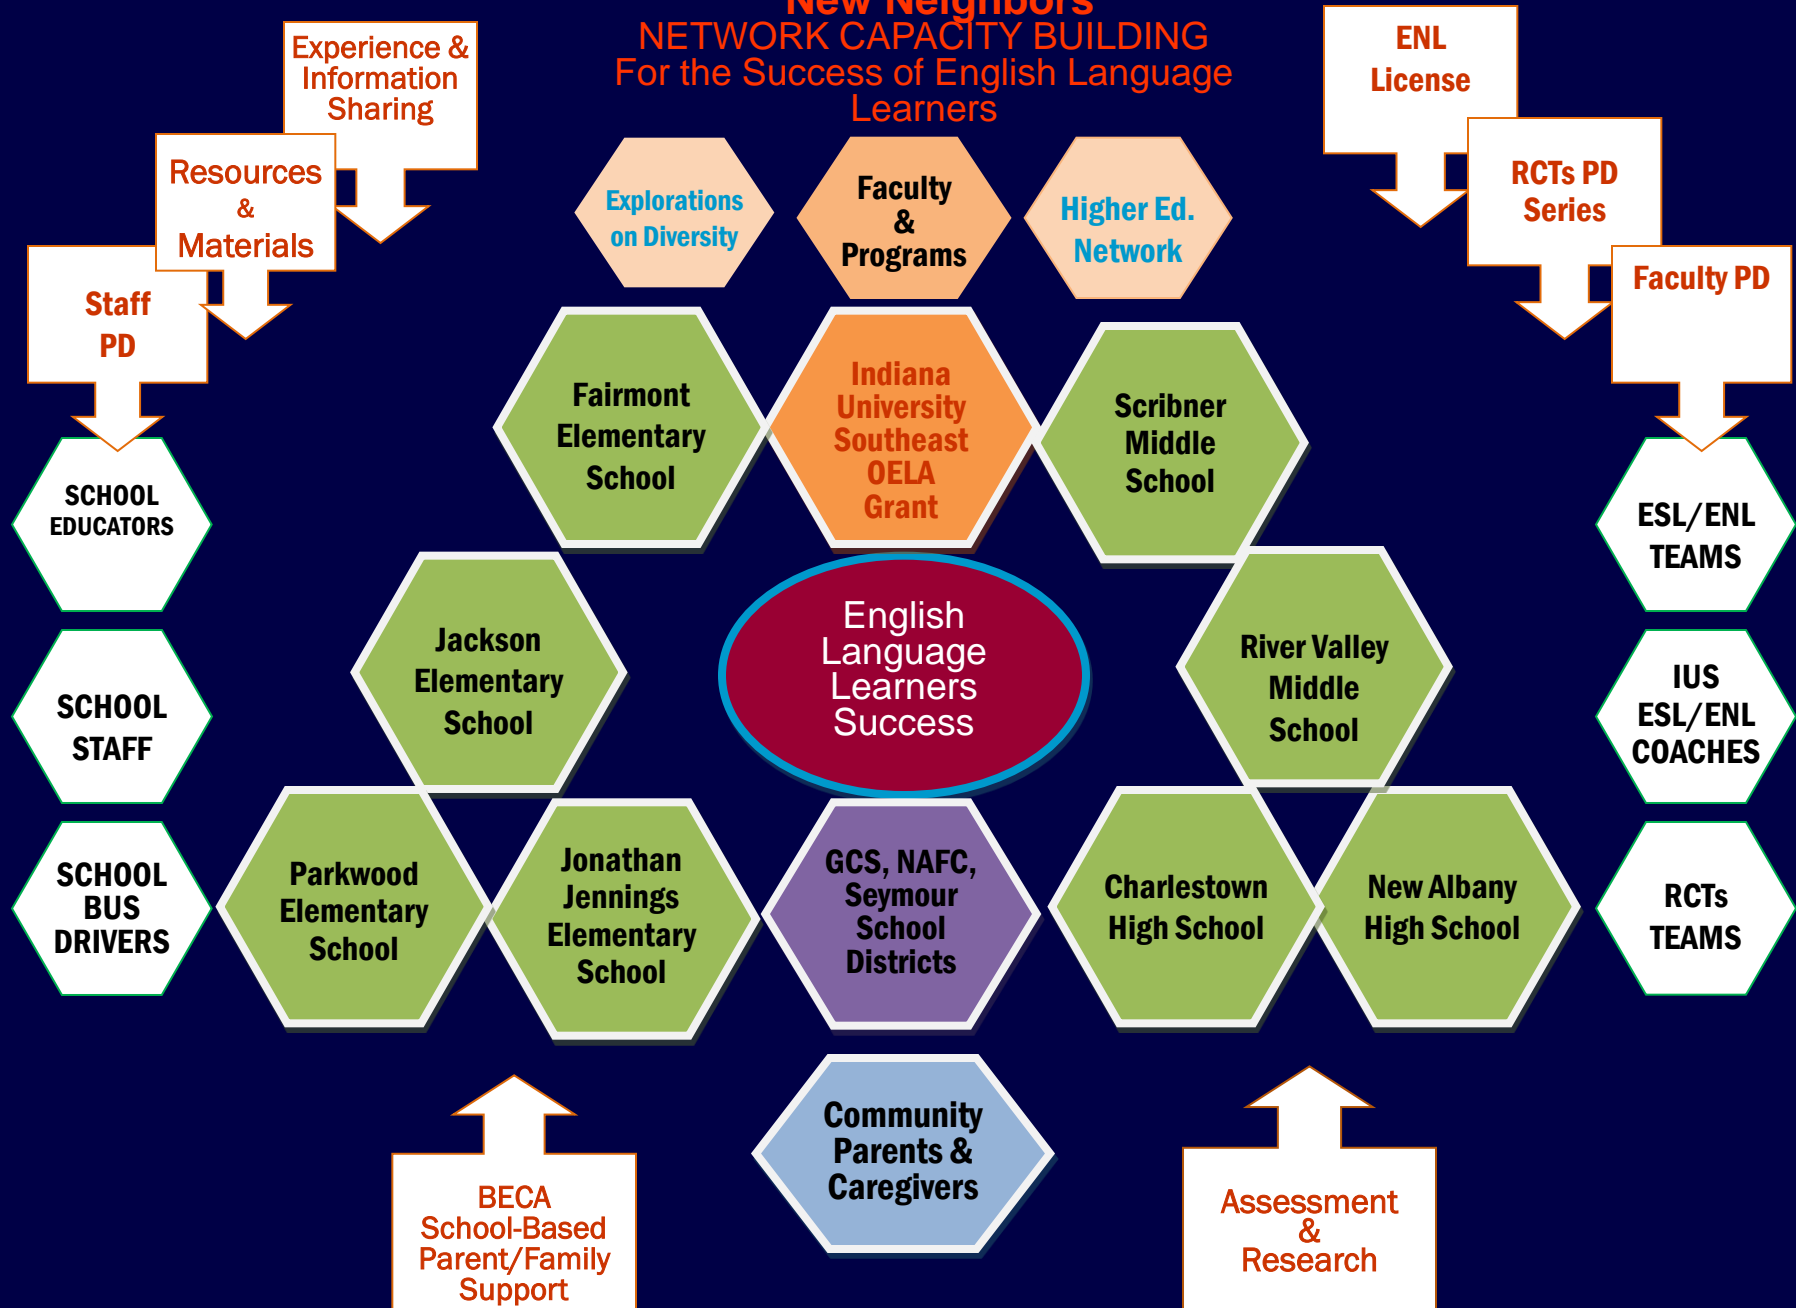 New Neighbors
NETWORK CAPACITY BUILDING
For the Success of English Language
Learners
Experience &
Information
Sharing
Resources
&
Materials
Staff
PD
ENL
License
RCTs PD
Series
Faculty PD
Explorations
on Diversity
Faculty
&
Programs
Higher Ed.
Network
Fairmont
Elementary
School
Indiana
University
Southeast
OELA
Grant
Scribner
Middle
School
SCHOOL
EDUCATORS
ESL/ENL
TEAMS
Jackson
Elementary
School
English
Language
Learners
Success
River Valley
Middle
School
SCHOOL
STAFF
IUS
ESL/ENL
COACHES
SCHOOL
BUS
DRIVERS
Parkwood
Elementary
School
Jonathan
Jennings
Elementary
School
GCS, NAFC,
Seymour
School
Districts
Charlestown
High School
New Albany
High School
RCTs
TEAMS
Community
Parents &
Caregivers
BECA
School-Based
Parent/Family
Support
Assessment
&
Research